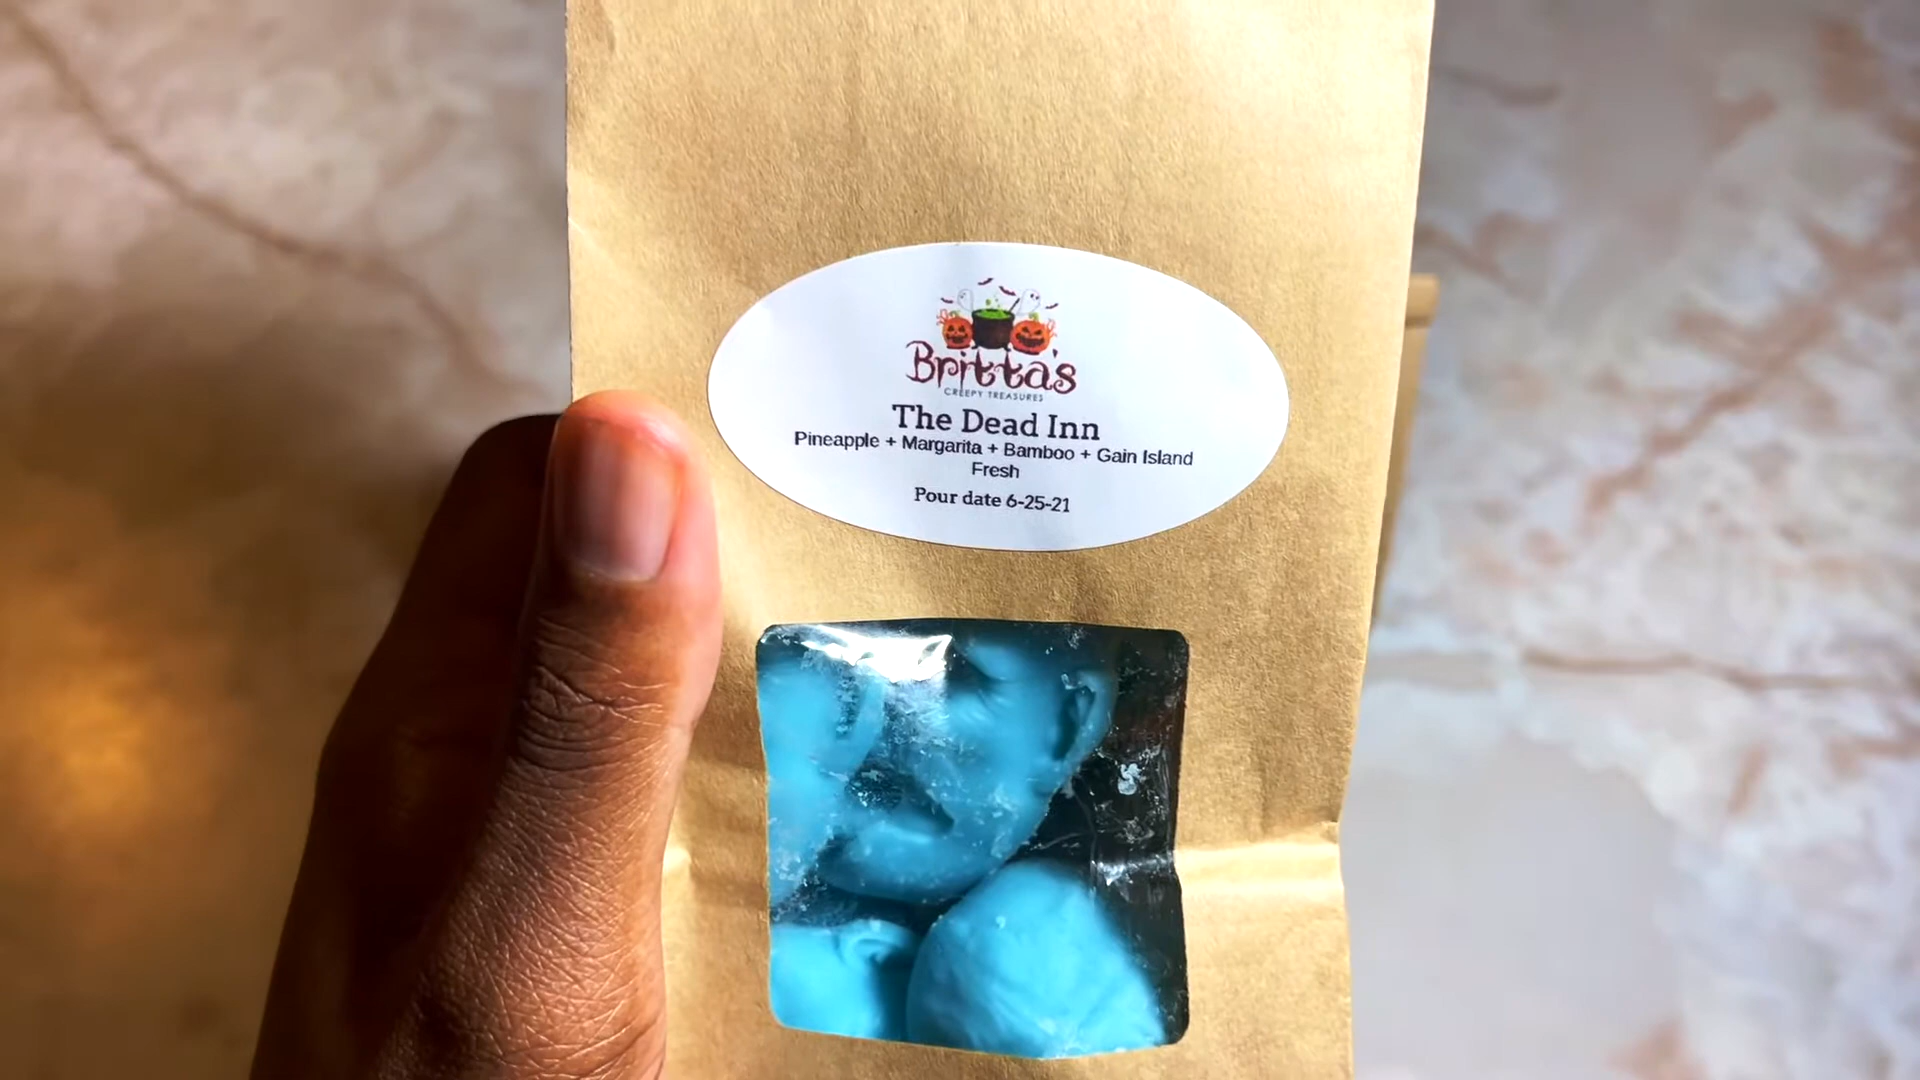 Britta's
CREEPY TREASURES
The Dead Inn
Pineapple + Margarita + Bamboo + Gain Island
Fresh
Pour date 6-25-21